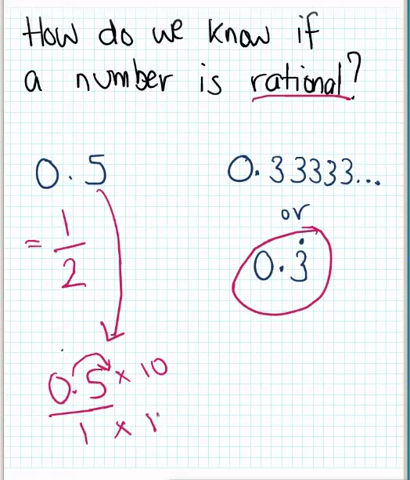 How do we know if
a number is rational?
0.5
0.33333...
= 1/2
or
0.3̇
0.5 × 10
1 × 1